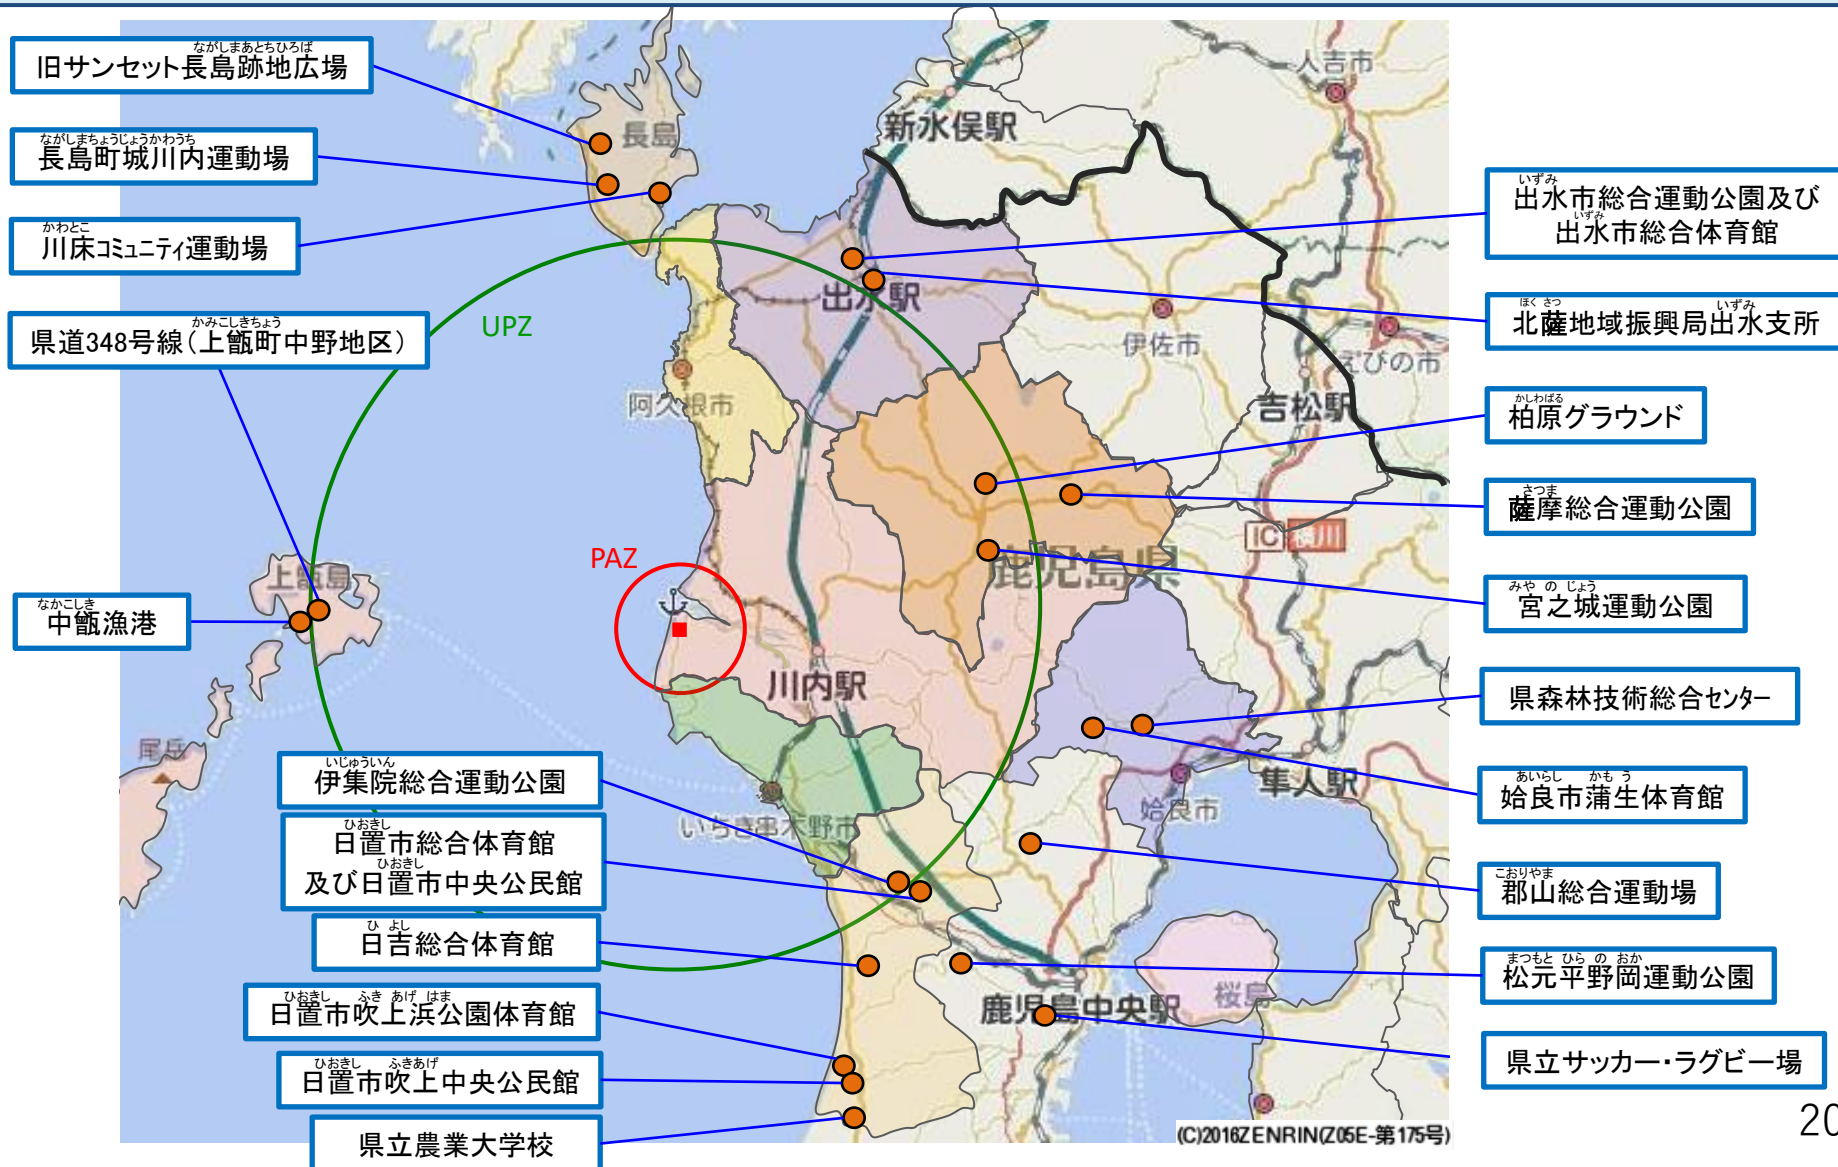 ながしまあとちひろば
旧サンセット長島跡地広場
ながしまちょうじょうかわうち
長島町城川内運動場
かわとこ
川床コミュニティ運動場
かみこしきちょう
県道348号線(上甑町中野地区)
なかこしき
中甑漁港
いじゅういん
伊集院総合運動公園
ひおきし
日置市総合体育館
ひおきし
及び日置市中央公民館
ひ よし
日吉総合体育館
ひおきし ふき あげ はま
日置市吹上浜公園体育館
ひおきし ふきあげ
日置市吹上中央公民館
県立農業大学校
いずみ
出水市総合運動公園及び
いずみ
出水市総合体育館
ほく さつ いずみ
北薩地域振興局出水支所
かしわばる
柏原グラウンド
さつま
薩摩総合運動公園
みや の じょう
宮之城運動公園
県森林技術総合センター
あいらし かも う
姶良市蒲生体育館
こおりやま
郡山総合運動場
まつもと ひら の おか
松元平野岡運動公園
県立サッカー・ラグビー場
UPZ
PAZ
長島
新水俣駅
人吉市
出水駅
伊佐市
えびの市
吉松駅
阿久根市
鹿児島県
IC
川
上甑島
川内駅
尾岳
いちき串木野市
隼人駅
姶良市
鹿児島中央駅
桜島
(C)2016ZENRIN(Z05E-第175号)
20